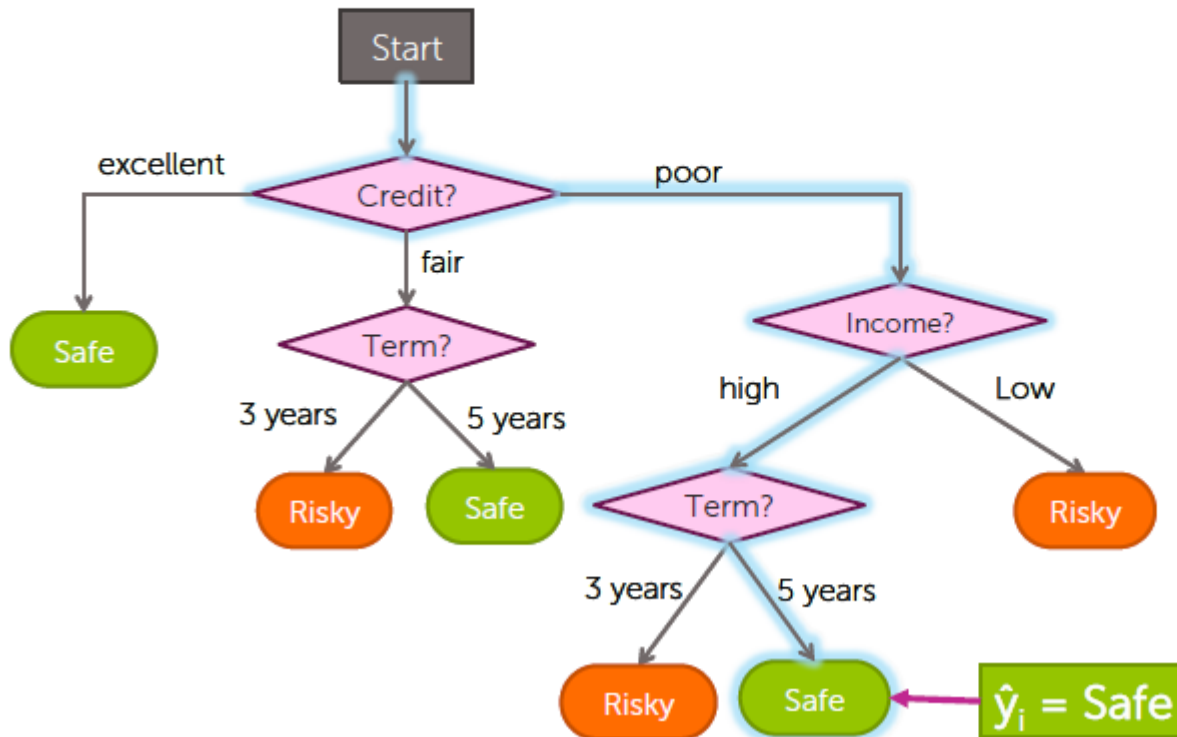 Start
excellent
poor
Credit?
fair
Income?
Safe
Term?
high
Low
3 years
5 years
Risky
Safe
Term?
Risky
3 years
5 years
Risky
Safe
ŷi = Safe